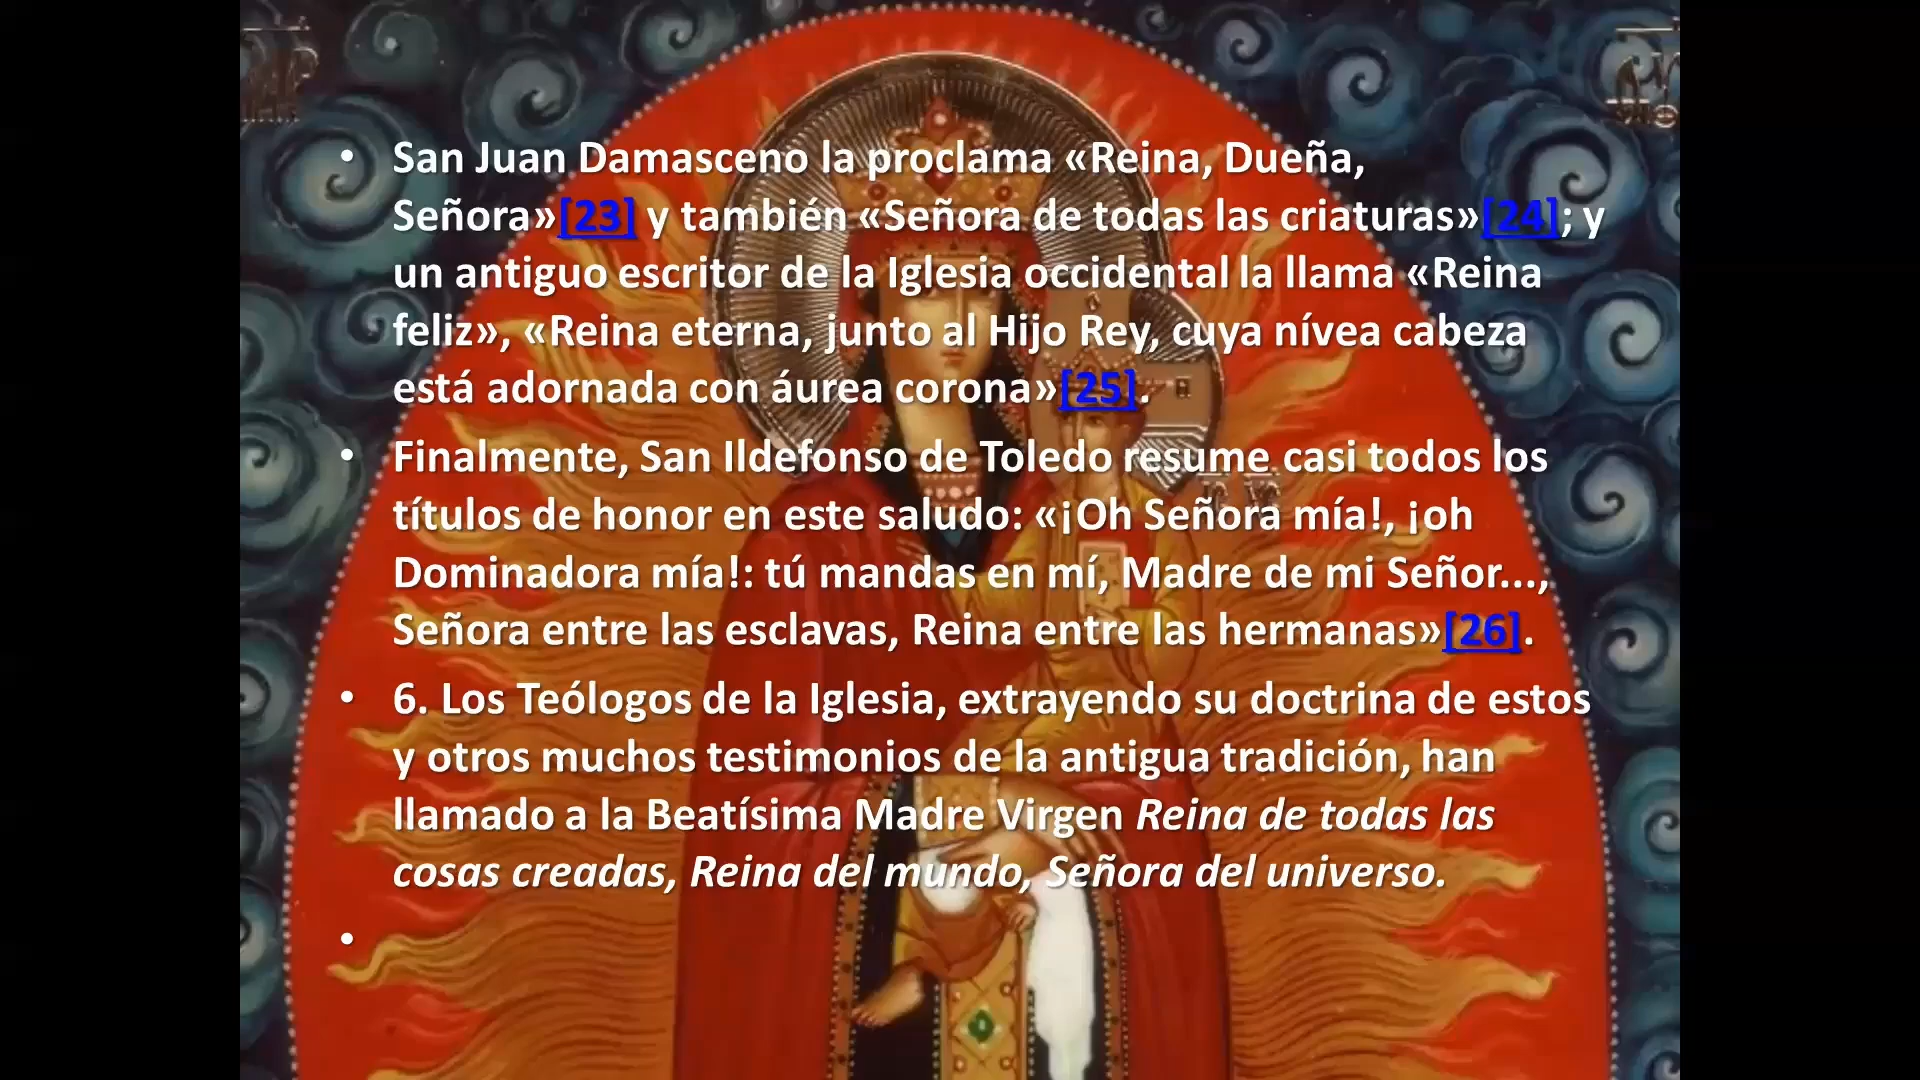 • San Juan Damasceno la proclama «Reina, Dueña,
Señora»[23] y también «Señora de todas las criaturas»[24]; y
un antiguo escritor de la Iglesia occidental la llama «Reina
feliz», «Reina eterna, junto al Hijo Rey, cuya nívea cabeza
está adornada con áurea corona»[25].
• Finalmente, San Ildefonso de Toledo resume casi todos los
títulos de honor en este saludo: «¡Oh Señora mía!, ¡oh
Dominadora mía!: tú mandas en mí, Madre de mi Señor...,
Señora entre las esclavas, Reina entre las hermanas»[26].
• 6. Los Teólogos de la Iglesia, extrayendo su doctrina de estos
y otros muchos testimonios de la antigua tradición, han
llamado a la Beatísima Madre Virgen Reina de todas las
cosas creadas, Reina del mundo, Señora del universo.
•